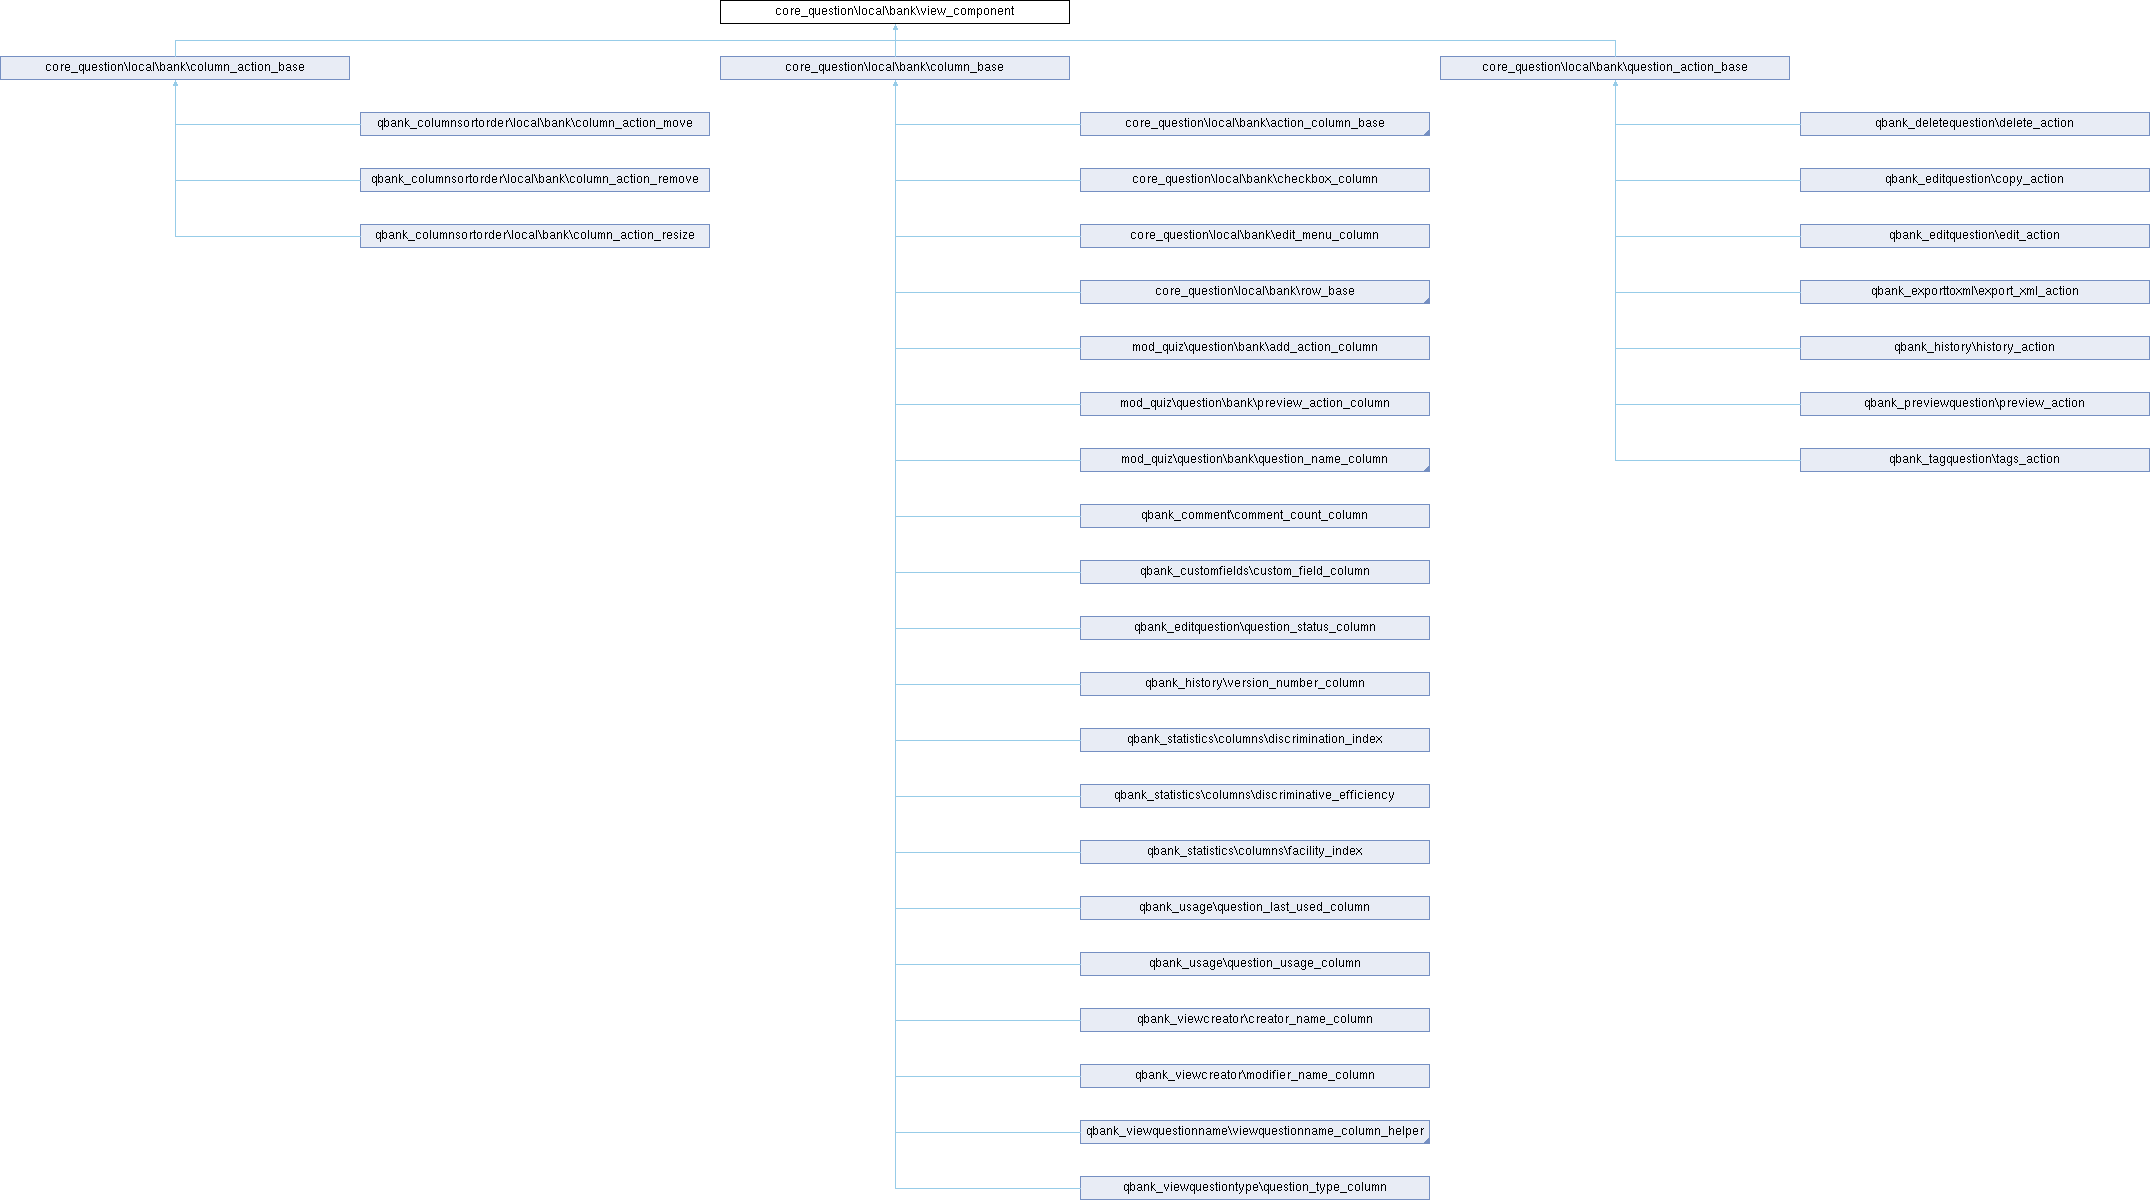 core_question\local\bank\view_component
core_question\local\bank\column_action_base
core_question\local\bank\column_base
core_question\local\bank\question_action_base
qbank_columnsortorder\local\bank\column_action_move
core_question\local\bank\action_column_base
qbank_deletequestion\delete_action
qbank_columnsortorder\local\bank\column_action_remove
core_question\local\bank\checkbox_column
qbank_editquestion\copy_action
qbank_columnsortorder\local\bank\column_action_resize
core_question\local\bank\edit_menu_column
qbank_editquestion\edit_action
core_question\local\bank\row_base
qbank_exporttoxml\export_xml_action
mod_quiz\question\bank\add_action_column
qbank_history\history_action
mod_quiz\question\bank\preview_action_column
qbank_previewquestion\preview_action
mod_quiz\question\bank\question_name_column
qbank_tagquestion\tags_action
qbank_comment\comment_count_column
qbank_customfields\custom_field_column
qbank_editquestion\question_status_column
qbank_history\version_number_column
qbank_statistics\columns\discrimination_index
qbank_statistics\columns\discriminative_efficiency
qbank_statistics\columns\facility_index
qbank_usage\question_last_used_column
qbank_usage\question_usage_column
qbank_viewcreator\creator_name_column
qbank_viewcreator\modifier_name_column
qbank_viewquestionname\viewquestionname_column_helper
qbank_viewquestiontype\question_type_column